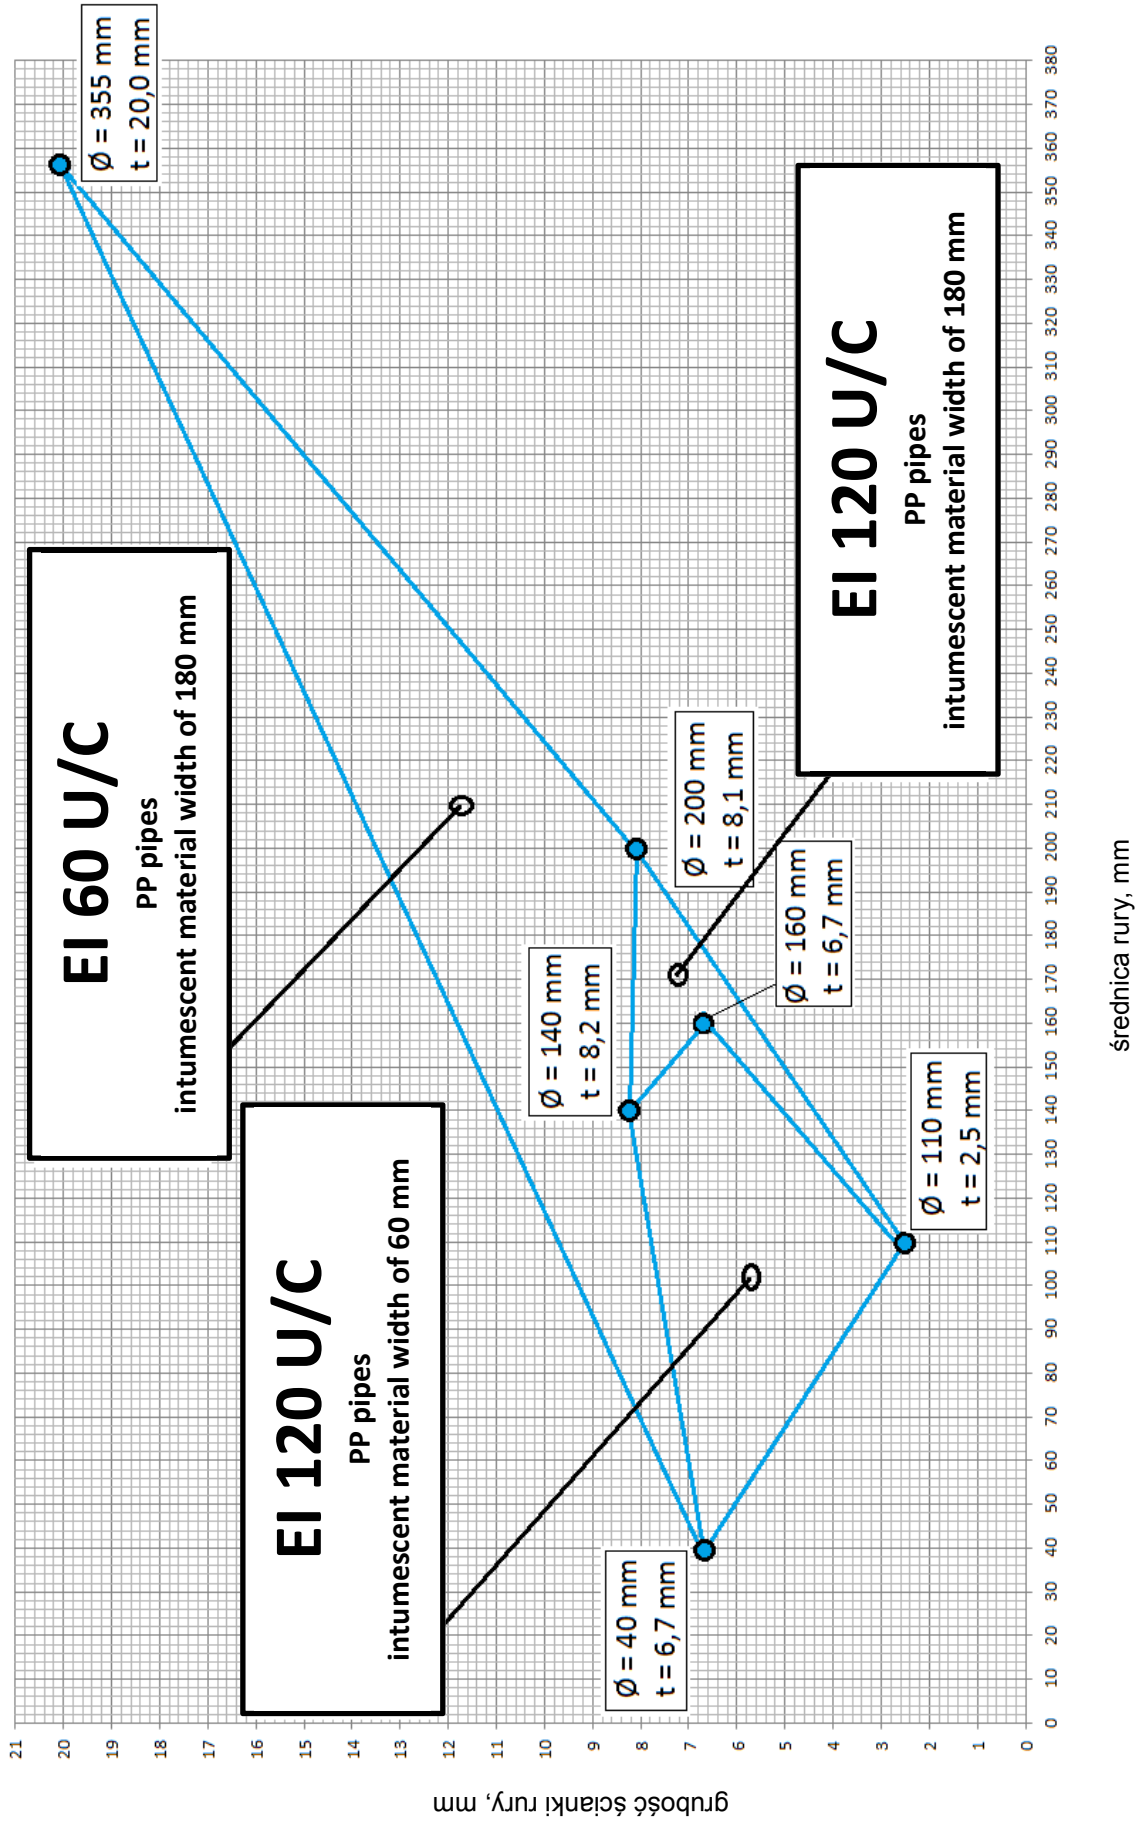 EI 60 U/C
PP pipes
intumescent material width of 180 mm
EI 120 U/C
PP pipes
intumescent material width of 60 mm
EI 120 U/C
PP pipes
intumescent material width of 180 mm
Ø = 355 mm
t = 20,0 mm
Ø = 140 mm
t = 8,2 mm
Ø = 200 mm
t = 8,1 mm
Ø = 160 mm
t = 6,7 mm
Ø = 40 mm
t = 6,7 mm
Ø = 110 mm
t = 2,5 mm
grubość ścianki rury, mm
21
20
19
18
17
16
15
14
13
12
11
10
9
8
7
6
5
4
3
2
1
0
0 10 20 30 40 50 60 70 80 90 100 110 120 130 140 150 160 170 180 190 200 210 220 230 240 250 260 270 280 290 300 310 320 330 340 350 360 370 380
średnica rury, mm